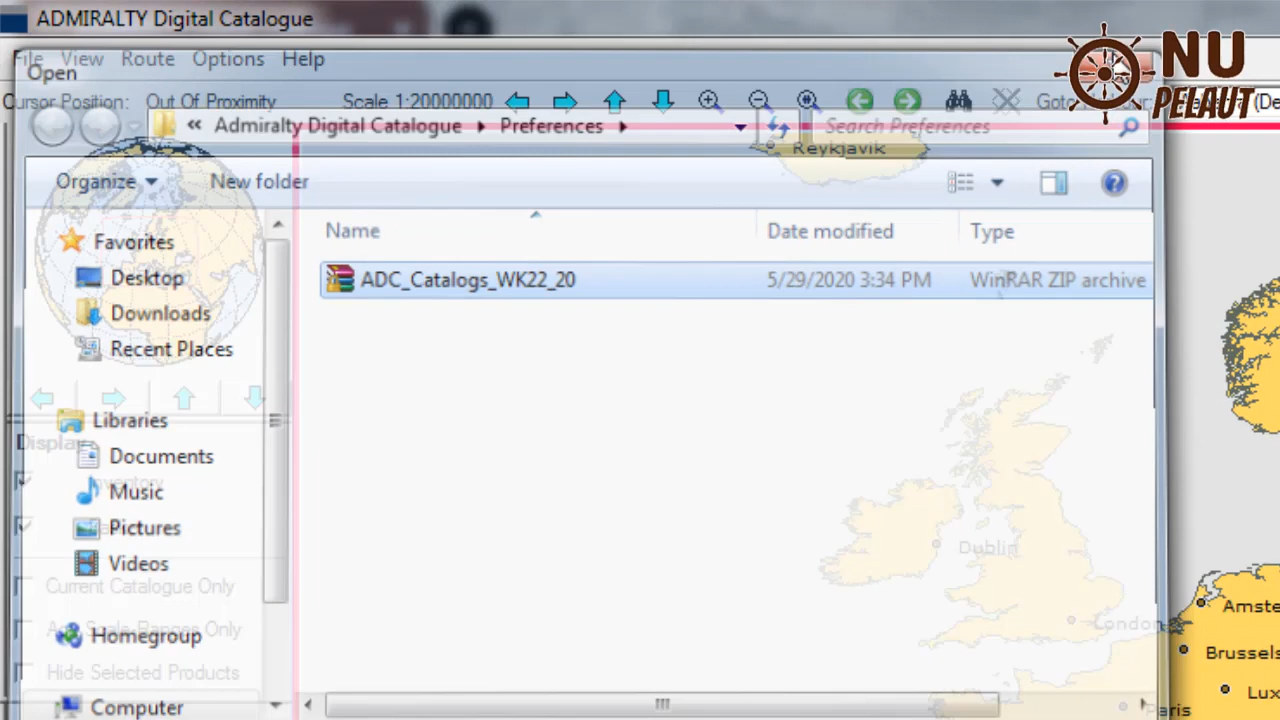 ADMIRALTY Digital Catalogue
NU
PELAUT
File View Route Options Help
Open
Cursor Position: Out Of Proximity Scale 1:20000000 Goto
« Admiralty Digital Catalogue Preferences Search Preferences
Reykjavik
Organize New folder
Name Date modified Type
Favorites
ADC_Catalogs_WK22_20 5/29/2020 3:34 PM WinRAR ZIP archive
Desktop
Downloads
Recent Places
Libraries
Display
Documents
Inventory
Music
Pictures
Dublin
Videos
Current Catalogue Only
Amste
London
Homegroup
Brussels
Hide Selected Products
Lux
Computer
Paris